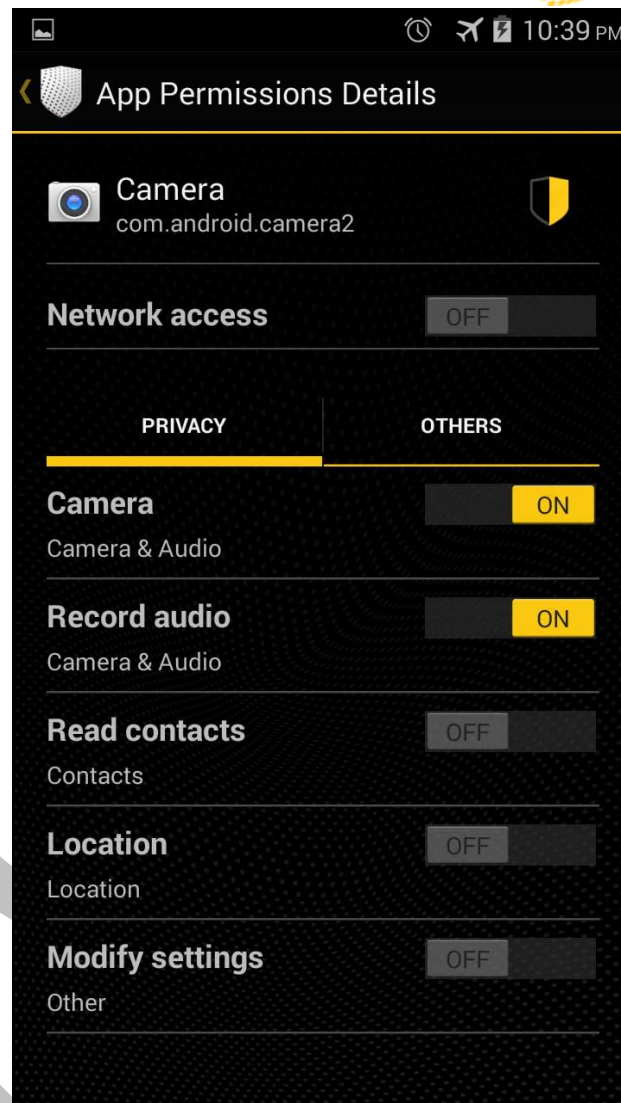 10:39 PM
App Permissions Details
Camera
com.android.camera2
Network access OFF
PRIVACY OTHERS
Camera ON
Camera & Audio
Record audio ON
Camera & Audio
Read contacts OFF
Contacts
Location OFF
Location
Modify settings OFF
Other